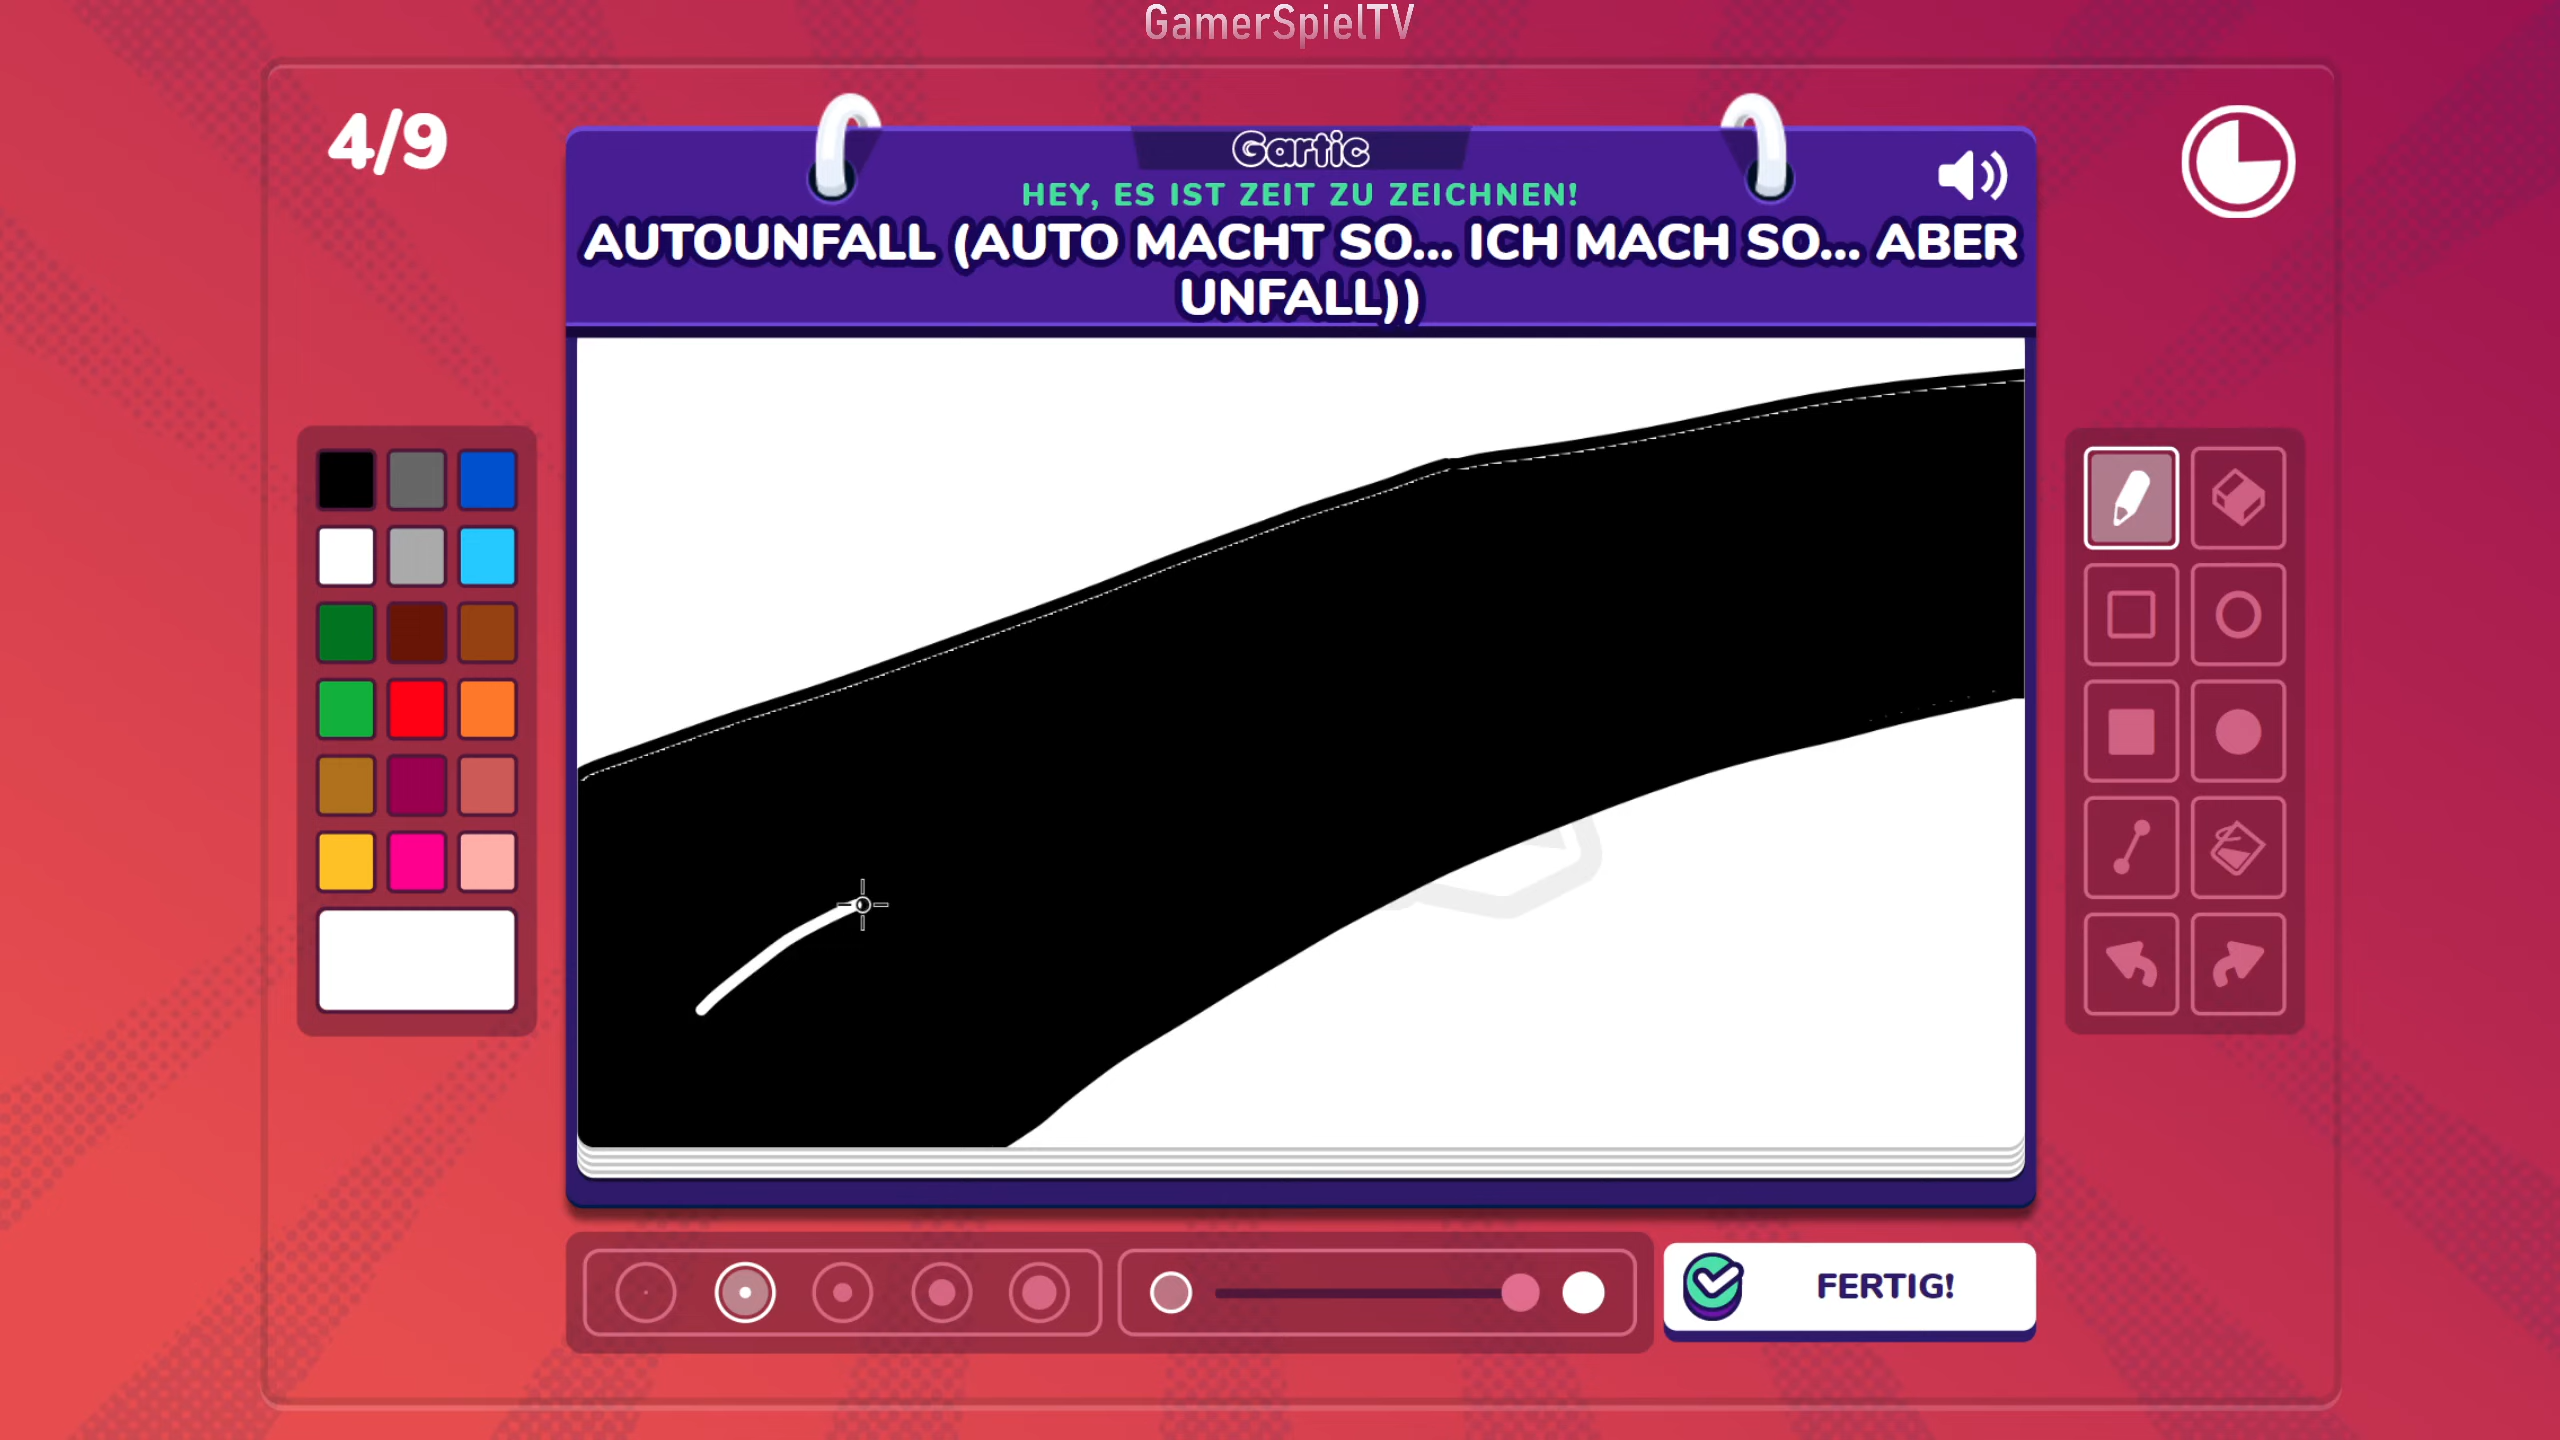 GamerSpielTV
4/9
Gartic
HEY, ES IST ZEIT ZU ZEICHNEN!
AUTOUNFALL (AUTO MACHT SO... ICH MACH SO... ABER
UNFALL))
FERTIG!